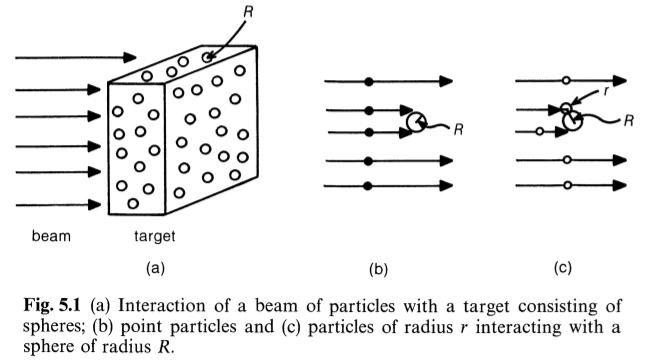 R
beam
target
(a)
R
(b)
r
R
(c)
Fig. 5.1 (a) Interaction of a beam of particles with a target consisting of
spheres; (b) point particles and (c) particles of radius r interacting with a
sphere of radius R.